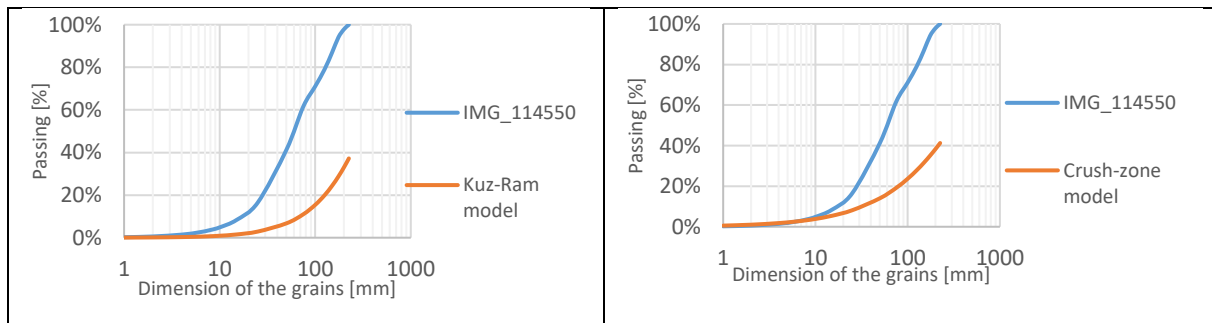 100%
80%
60%
40%
20%
0%
Passing [%]
1 10 100 1000
Dimension of the grains [mm]
IMG_114550
Kuz-Ram
model
100%
80%
60%
40%
20%
0%
Passing [%]
1 10 100 1000
Dimension of the grains [mm]
IMG_114550
Crush-zone
model